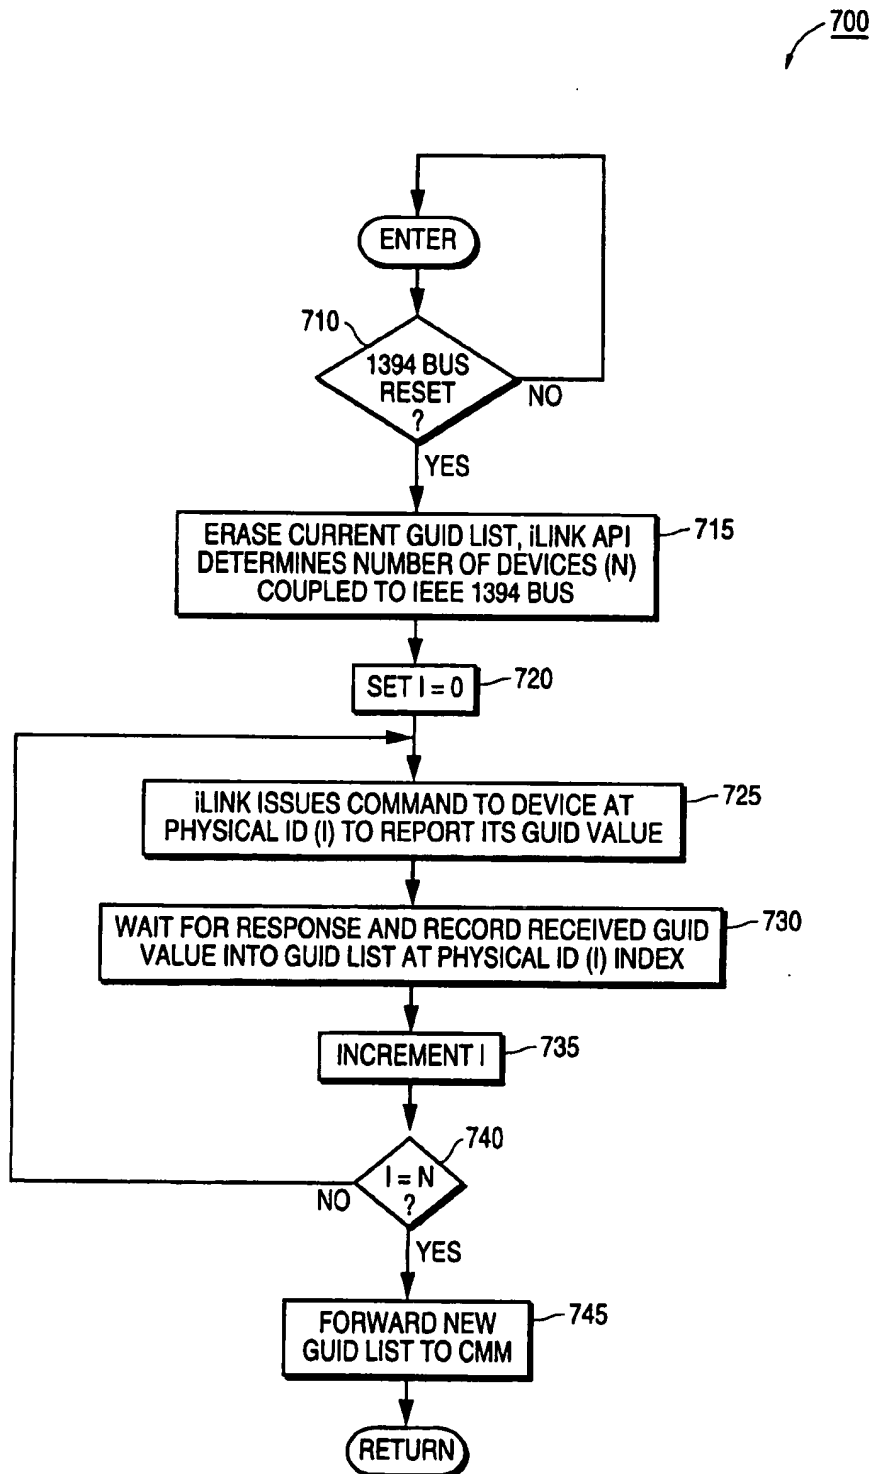 700
ENTER
710
1394 BUS
RESET
?
NO
YES
ERASE CURRENT GUID LIST, iLINK API
DETERMINES NUMBER OF DEVICES (N)
COUPLED TO IEEE 1394 BUS
715
SET I = 0
720
iLINK ISSUES COMMAND TO DEVICE AT
PHYSICAL ID (I) TO REPORT ITS GUID VALUE
725
WAIT FOR RESPONSE AND RECORD RECEIVED GUID
VALUE INTO GUID LIST AT PHYSICAL ID (I) INDEX
730
INCREMENT I
735
740
I = N
?
NO
YES
FORWARD NEW
GUID LIST TO CMM
745
RETURN